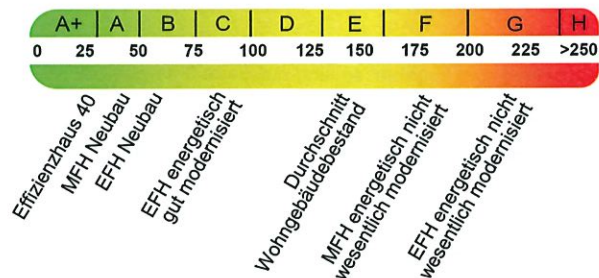 A+ A B C D E F G H
0 25 50 75 100 125 150 175 200 225 >250
Effizienzhaus 40
MFH Neubau
EFH Neubau
EFH energetisch
gut modernisiert
Durchschnitt
Wohngebäudebestand
MFH energetisch nicht
wesentlich modernisiert
EFH energetisch nicht
wesentlich modernisiert